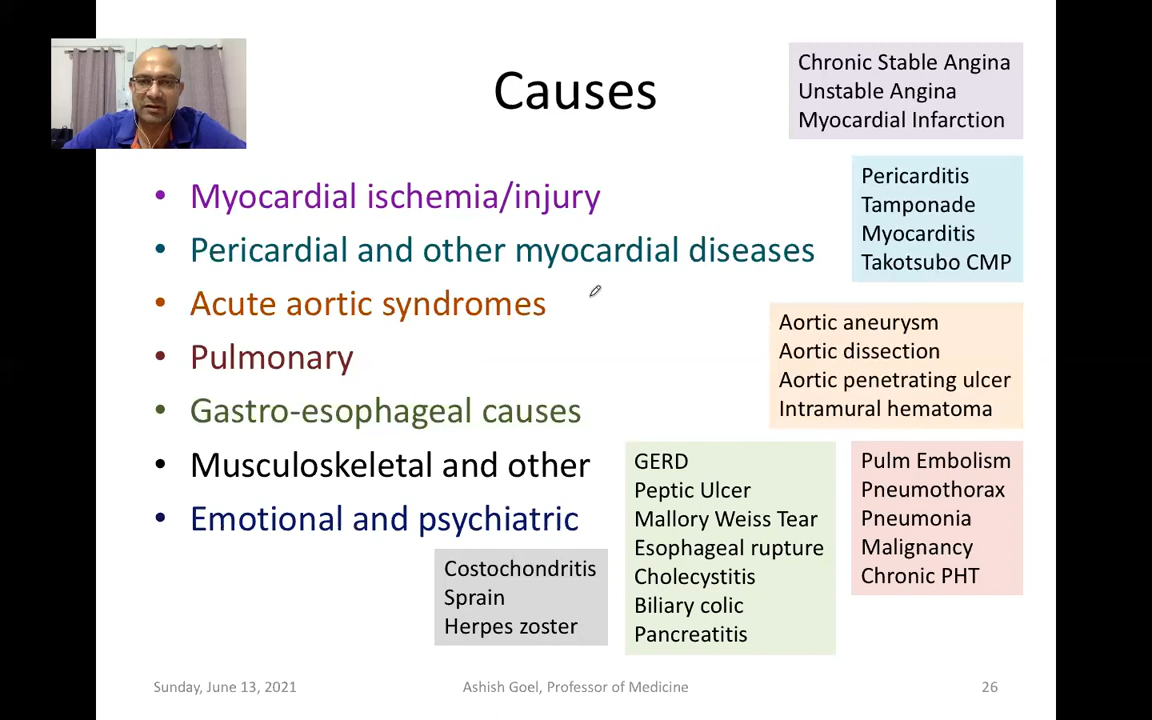 Causes
Chronic Stable Angina
Unstable Angina
Myocardial Infarction
Myocardial ischemia/injury
Pericardial and other myocardial diseases
Acute aortic syndromes
Pulmonary
Gastro-esophageal causes
Musculoskeletal and other
Emotional and psychiatric
Pericarditis
Tamponade
Myocarditis
Takotsubo CMP
Aortic aneurysm
Aortic dissection
Aortic penetrating ulcer
Intramural hematoma
GERD
Peptic Ulcer
Mallory Weiss Tear
Esophageal rupture
Cholecystitis
Biliary colic
Pancreatitis
Pulm Embolism
Pneumothorax
Pneumonia
Malignancy
Chronic PHT
Costochondritis
Sprain
Herpes zoster
Sunday, June 13, 2021
Ashish Goel, Professor of Medicine
26